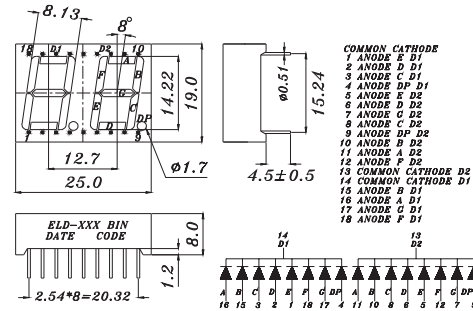 8.13
8°
18 D1 D2 10
A
F B
G
E C
D DP
1 9
14.22
19.0
12.7
ø1.7
25.0
ø0.51
15.24
4.5±0.5
COMMON CATHODE
1 ANODE E D1
2 ANODE D D1
3 ANODE C D1
4 ANODE DP D1
5 ANODE E D2
6 ANODE D D2
7 ANODE G D2
8 ANODE C D2
9 ANODE DP D2
10 ANODE B D2
11 ANODE A D2
12 ANODE F D2
13 COMMON CATHODE D2
14 COMMON CATHODE D1
15 ANODE B D1
16 ANODE A D1
17 ANODE G D1
18 ANODE F D1
ELD-XXX BIN
DATE CODE
8.0
1.2
2.54*8=20.32
14 13
D1 D2
A B C D E F G DP A B C D E F G DP
16 15 3 2 1 18 17 4 11 10 8 6 5 12 7